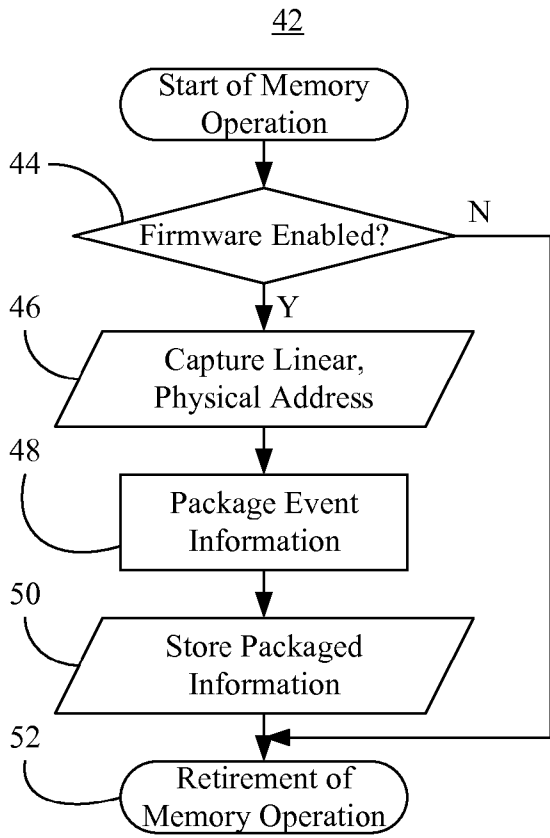 42
Start of Memory
Operation
44
Firmware Enabled?
N
Y
46
Capture Linear,
Physical Address
48
Package Event
Information
50
Store Packaged
Information
52
Retirement of
Memory Operation